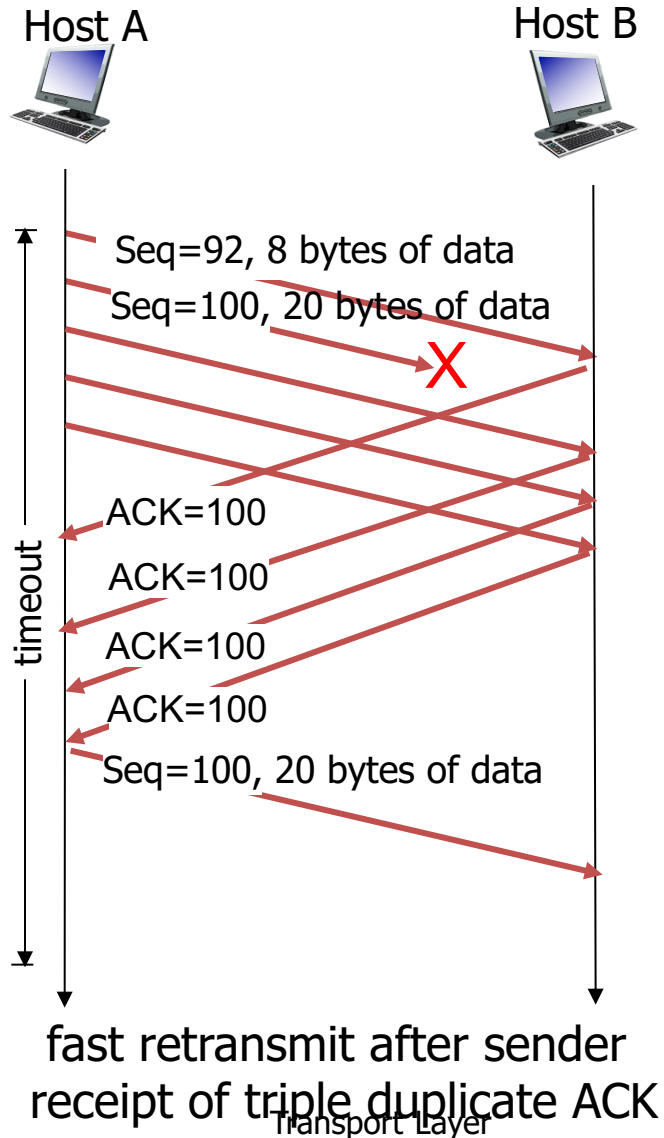 Host A
Host B
Seq=92, 8 bytes of data
Seq=100, 20 bytes of data
X
timeout
ACK=100
ACK=100
ACK=100
ACK=100
Seq=100, 20 bytes of data
fast retransmit after sender
receipt of triple duplicate ACK
Transport Layer